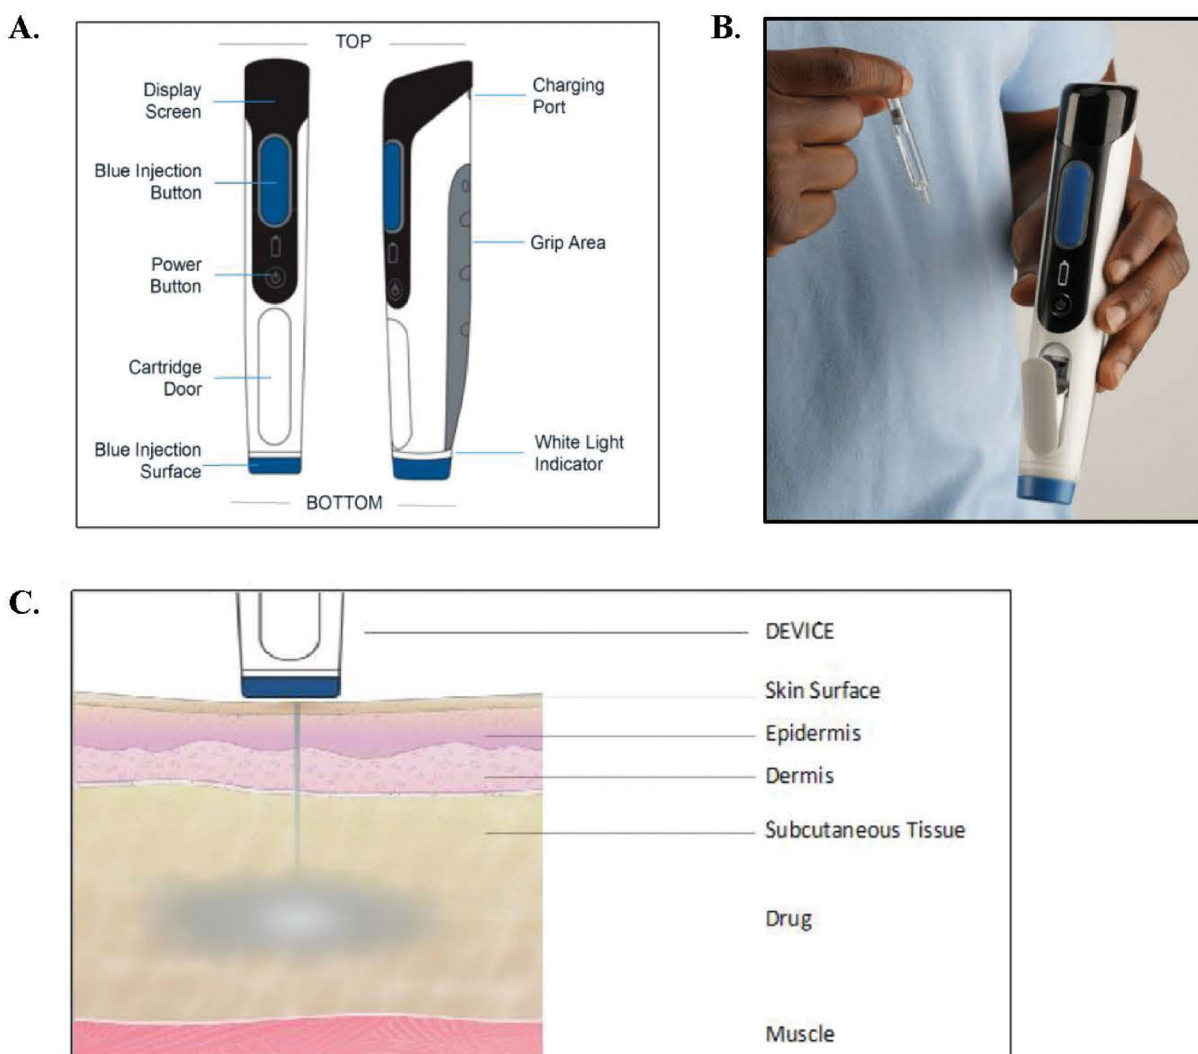 A.
TOP
Display
Screen
Charging
Port
Blue Injection
Button
Grip Area
Power
Button
Cartridge
Door
Blue Injection
Surface
White Light
Indicator
BOTTOM
B.
C.
DEVICE
Skin Surface
Epidermis
Dermis
Subcutaneous Tissue
Drug
Muscle